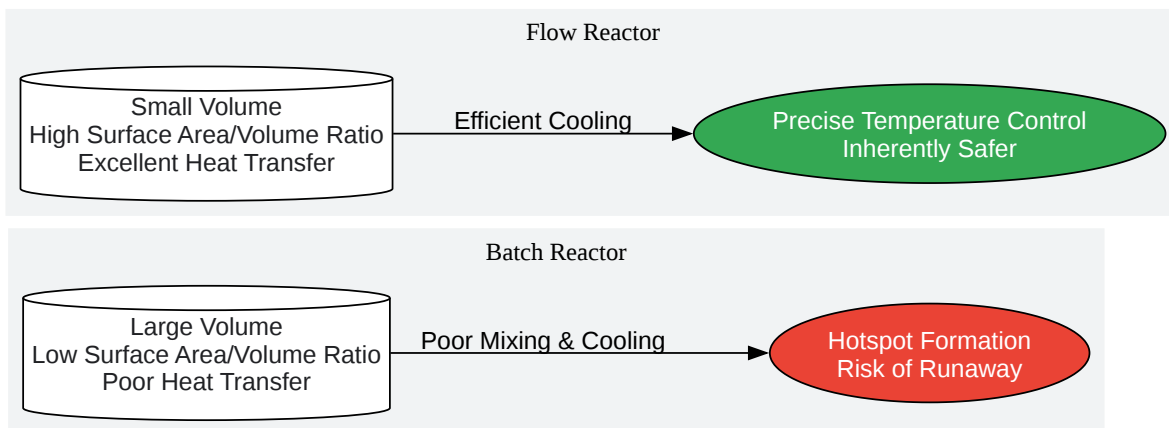 Flow Reactor
Small Volume
High Surface Area/Volume Ratio
Excellent Heat Transfer
Efficient Cooling
Precise Temperature Control
Inherently Safer
Batch Reactor
Large Volume
Low Surface Area/Volume Ratio
Poor Heat Transfer
Poor Mixing & Cooling
Hotspot Formation
Risk of Runaway